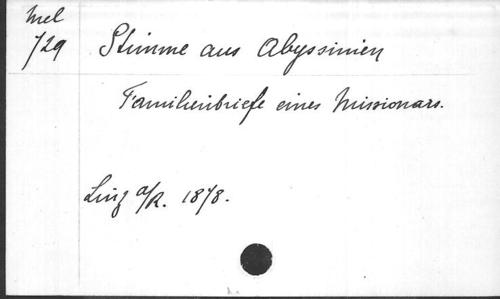 Mel
729
Stimme aus Abyssinien
Familienbriefe eines Missionars.
Linz a/R. 1878.